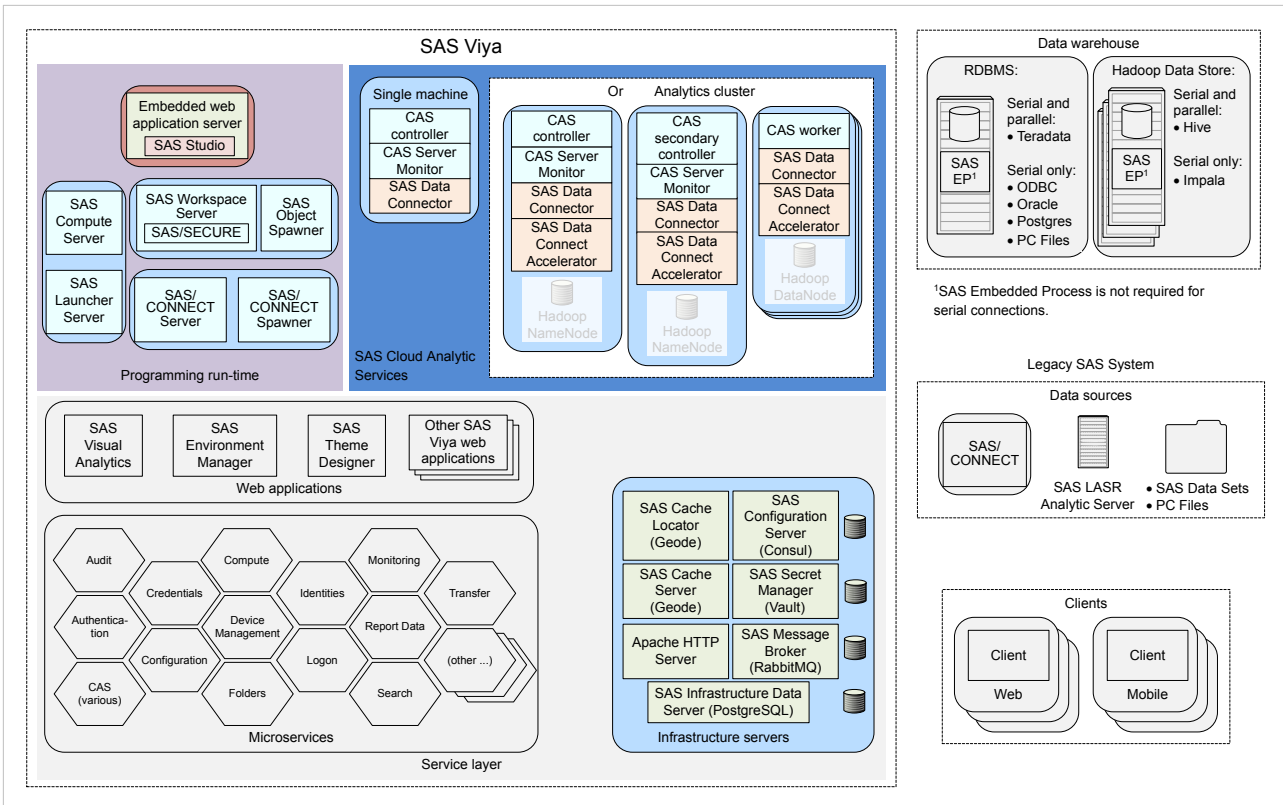 SAS Viya
Embedded web
application server
SAS Studio
SAS
Compute
Server
SAS
Launcher
Server
SAS Workspace
Server
SAS/SECURE
SAS
Object
Spawner
SAS/
CONNECT
Server
SAS/
CONNECT
Spawner
Programming run-time
Single machine
CAS
controller
CAS Server
Monitor
SAS Data
Connector
SAS Cloud Analytic
Services
Or
Analytics cluster
CAS
controller
CAS Server
Monitor
SAS Data
Connector
SAS Data
Connect
Accelerator
Hadoop
NameNode
CAS
secondary
controller
CAS Server
Monitor
SAS Data
Connector
SAS Data
Connect
Accelerator
Hadoop
NameNode
CAS worker
SAS Data
Connector
SAS Data
Connect
Accelerator
Hadoop
DataNode
SAS
Visual
Analytics
SAS
Environment
Manager
SAS
Theme
Designer
Other SAS
Viya web
applications
Web applications
Audit
Compute
Monitoring
Credentials
Identities
Transfer
Authentica-
tion
Device
Management
Report Data
Configuration
Logon
(other ...)
CAS
(various)
Folders
Search
Microservices
SAS Cache
Locator
(Geode)
SAS
Configuration
Server
(Consul)
SAS Cache
Server
(Geode)
SAS Secret
Manager
(Vault)
Apache HTTP
Server
SAS Message
Broker
(RabbitMQ)
SAS Infrastructure Data
Server (PostgreSQL)
Infrastructure servers
Service layer
Data warehouse
RDBMS:
SAS
EP¹
Serial and
parallel:
• Teradata
Serial only:
• ODBC
• Oracle
• Postgres
• PC Files
Hadoop Data Store:
SAS
EP¹
Serial and
parallel:
• Hive
Serial only:
• Impala
¹SAS Embedded Process is not required for
serial connections.
Legacy SAS System
Data sources
SAS/
CONNECT
SAS LASR
Analytic Server
• SAS Data Sets
• PC Files
Clients
Client
Web
Client
Mobile